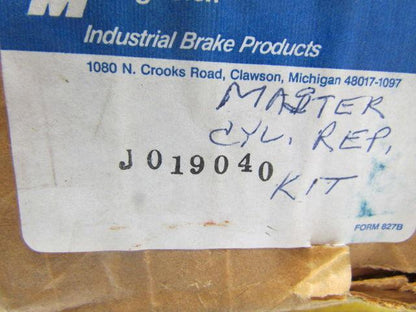 M
Industrial Brake Products
1080 N. Crooks Road, Clawson, Michigan 48017-1097
MASTER
CYL. REP.
J019040
KIT
FORM 827B